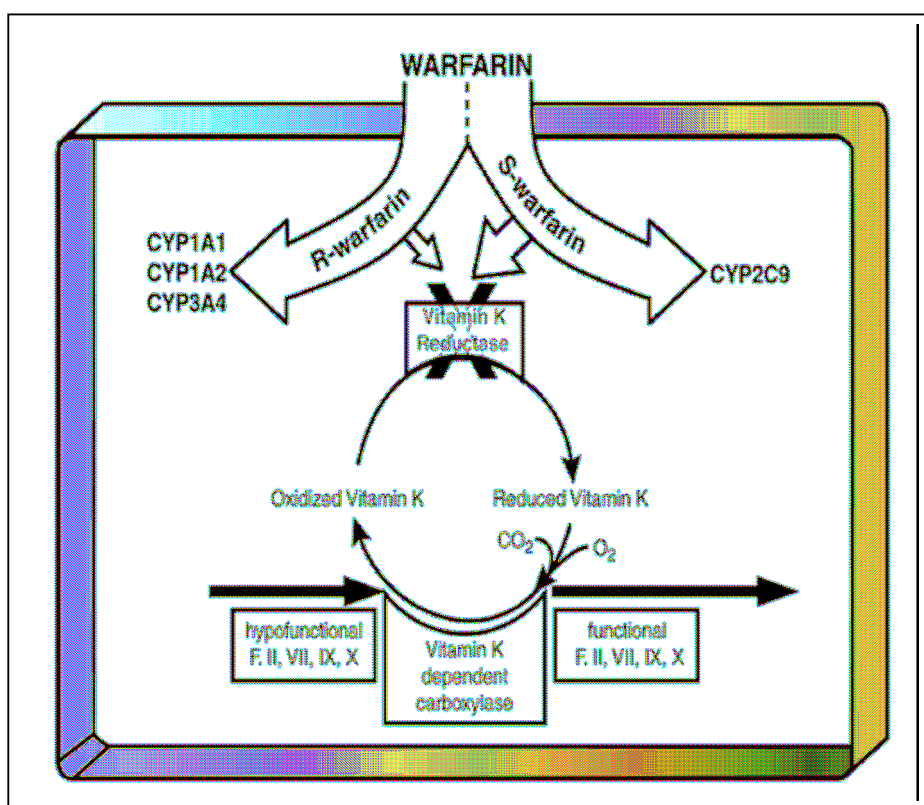 WARFARIN
R-warfarin
S-warfarin
CYP1A1
CYP1A2
CYP3A4
CYP2C9
Vitamin K
Reductase
Oxidized Vitamin K
Reduced Vitamin K
CO2
O2
hypofunctional
F. II, VII, IX, X
Vitamin K
dependent
carboxylase
functional
F. II, VII, IX, X